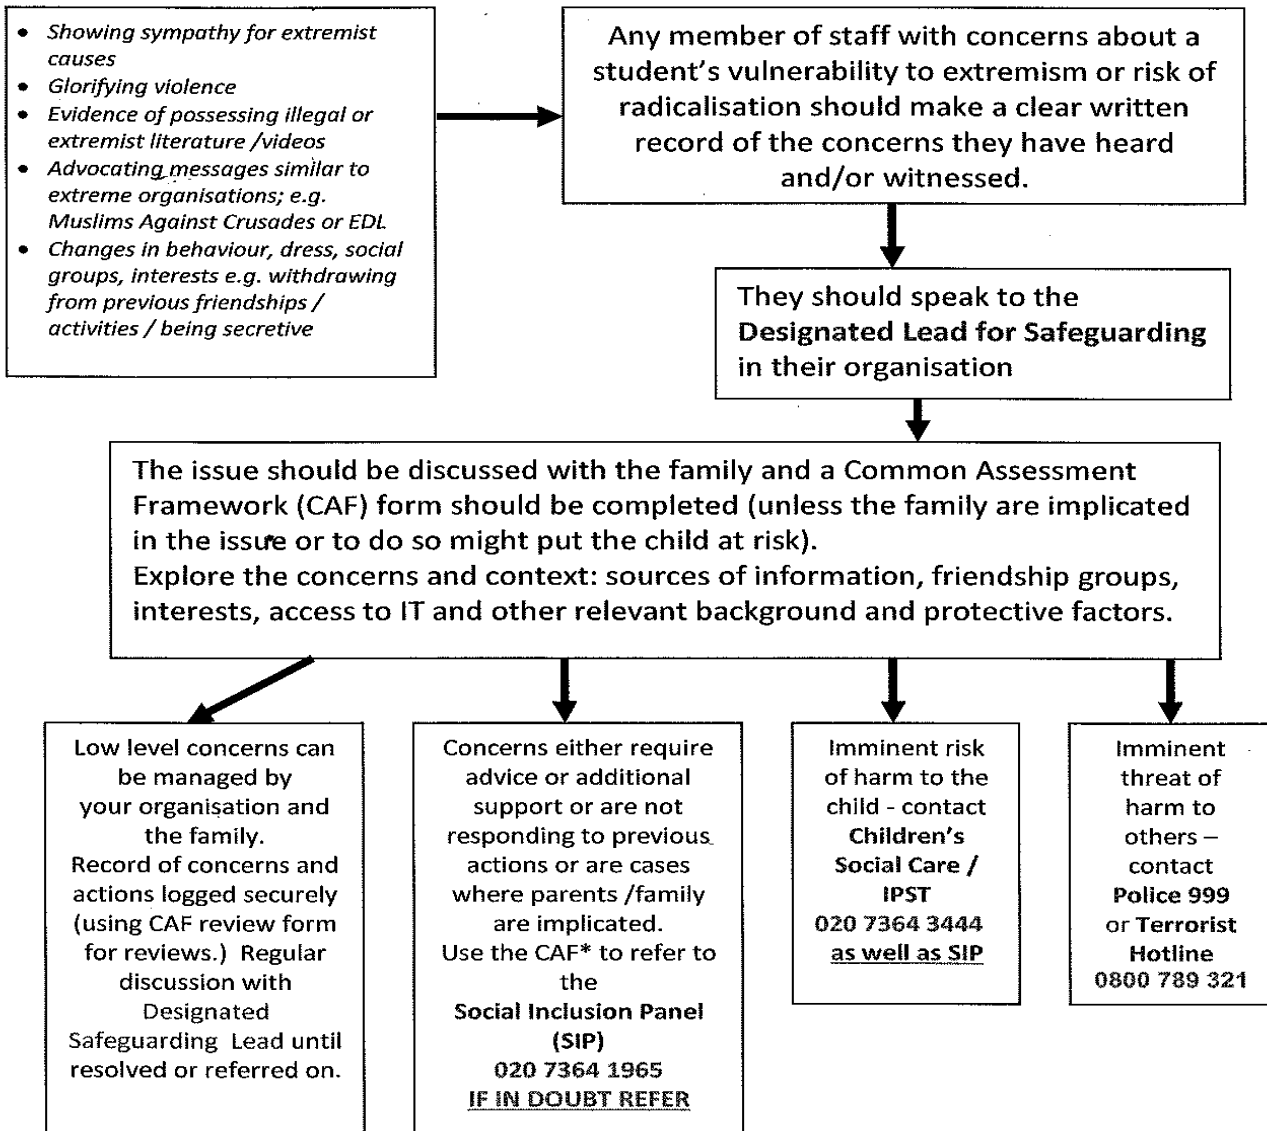 • Showing sympathy for extremist
causes
• Glorifying violence
• Evidence of possessing illegal or
extremist literature /videos
• Advocating messages similar to
extreme organisations; e.g.
Muslims Against Crusades or EDL
• Changes in behaviour, dress, social
groups, interests e.g. withdrawing
from previous friendships /
activities / being secretive
Any member of staff with concerns about a
student's vulnerability to extremism or risk of
radicalisation should make a clear written
record of the concerns they have heard
and/or witnessed.
They should speak to the
Designated Lead for Safeguarding
in their organisation
The issue should be discussed with the family and a Common Assessment
Framework (CAF) form should be completed (unless the family are implicated
in the issue or to do so might put the child at risk).
Explore the concerns and context: sources of information, friendship groups,
interests, access to IT and other relevant background and protective factors.
Low level concerns can
be managed by
your organisation and
the family.
Record of concerns and
actions logged securely
(using CAF review form
for reviews.) Regular
discussion with
Designated
Safeguarding Lead until
resolved or referred on.
Concerns either require
advice or additional
support or are not
responding to previous
actions or are cases
where parents /family
are implicated.
Use the CAF* to refer to
the
Social Inclusion Panel
(SIP)
020 7364 1965
IF IN DOUBT REFER
Imminent risk
of harm to the
child - contact
Children's
Social Care /
IPST
020 7364 3444
as well as SIP
Imminent
threat of
harm to
others –
contact
Police 999
or Terrorist
Hotline
0800 789 321